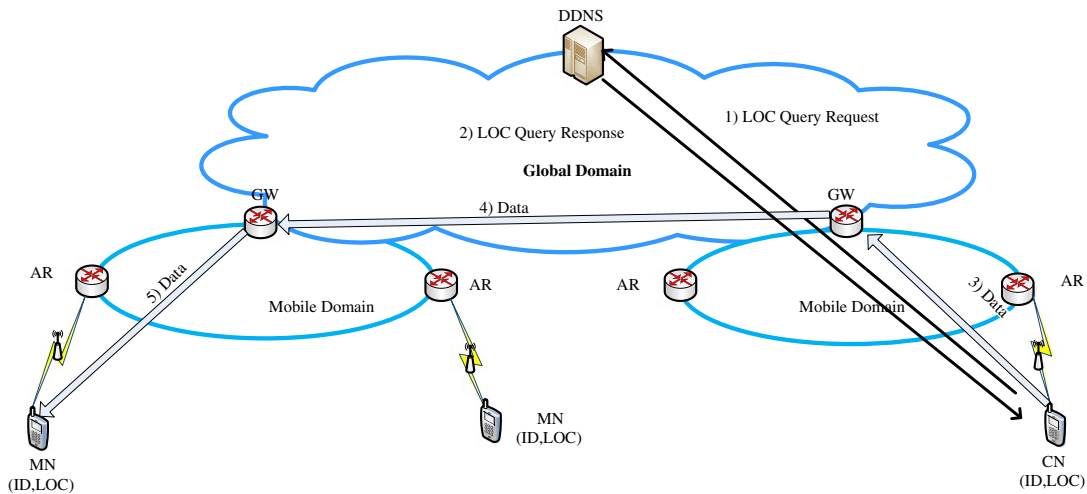 DDNS
1) LOC Query Request
2) LOC Query Response
Global Domain
GW
4) Data
GW
AR
5) Data
Mobile Domain
AR
AR
Mobile Domain
3) Data
AR
MN
(ID,LOC)
MN
(ID,LOC)
CN
(ID,LOC)